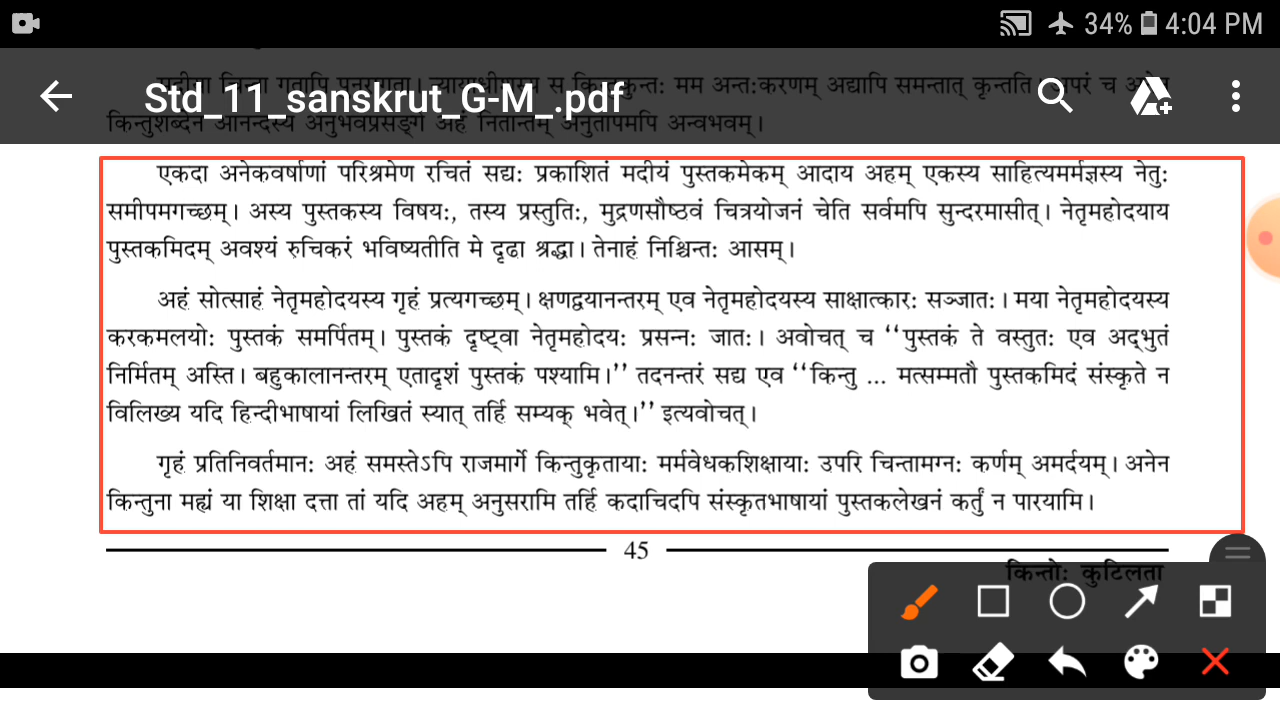 34% 4:04 PM
Std_11_sanskrut_G-M_.pdf
किन्तुशब्देन आनन्दस्य अनुभवप्रसङ्गे अहं नितान्तम् अनुतापमपि अन्वभवम्।
एकदा अनेकवर्षाणां परिश्रमेण रचितं सद्यः प्रकाशितं मदीयं पुस्तकमेकम् आदाय अहम् एकस्य साहित्यमर्मज्ञस्य नेतुः
समीपमगच्छम्। अस्य पुस्तकस्य विषयः, तस्य प्रस्तुतिः, मुद्रणसौष्ठवं चित्रयोजनं चेति सर्वमपि सुन्दरमासीत्। नेतृमहोदयाय
पुस्तकमिदम् अवश्यं रुचिकरं भविष्यतीति मे दृढा श्रद्धा। तेनाहं निश्चिन्तः आसम्।
अहं सोत्साहं नेतृमहोदयस्य गृहं प्रत्यगच्छम्। क्षणद्वयानन्तरम् एव नेतृमहोदयस्य साक्षात्कारः सञ्जातः। मया नेतृमहोदयस्य
करकमलयोः पुस्तकं समर्पितम्। पुस्तकं दृष्ट्वा नेतृमहोदयः प्रसन्नः जातः। अवोचत् च ‘‘पुस्तकं ते वस्तुतः एव अद्भुतं
निर्मितम् अस्ति। बहुकालानन्तरम् एतादृशं पुस्तकं पश्यामि।’’ तदनन्तरं सद्य एव ‘‘किन्तु ... मत्सम्मतौ पुस्तकमिदं संस्कृते न
विलिख्य यदि हिन्दीभाषायां लिखितं स्यात् तर्हि सम्यक् भवेत्।’’ इत्यवोचत्।
गृहं प्रतिनिवर्तमानः अहं समस्तेऽपि राजमार्गे किन्तुकृतायाः मर्मवेधकशिक्षायाः उपरि चिन्तामग्नः कर्णम् अमर्दयम्। अनेन
किन्तुना मह्यं या शिक्षा दत्ता तां यदि अहम् अनुसरामि तर्हि कदाचिदपि संस्कृतभाषायां पुस्तकलेखनं कर्तुं न पारयामि।
45
किन्तोः कुटिलता